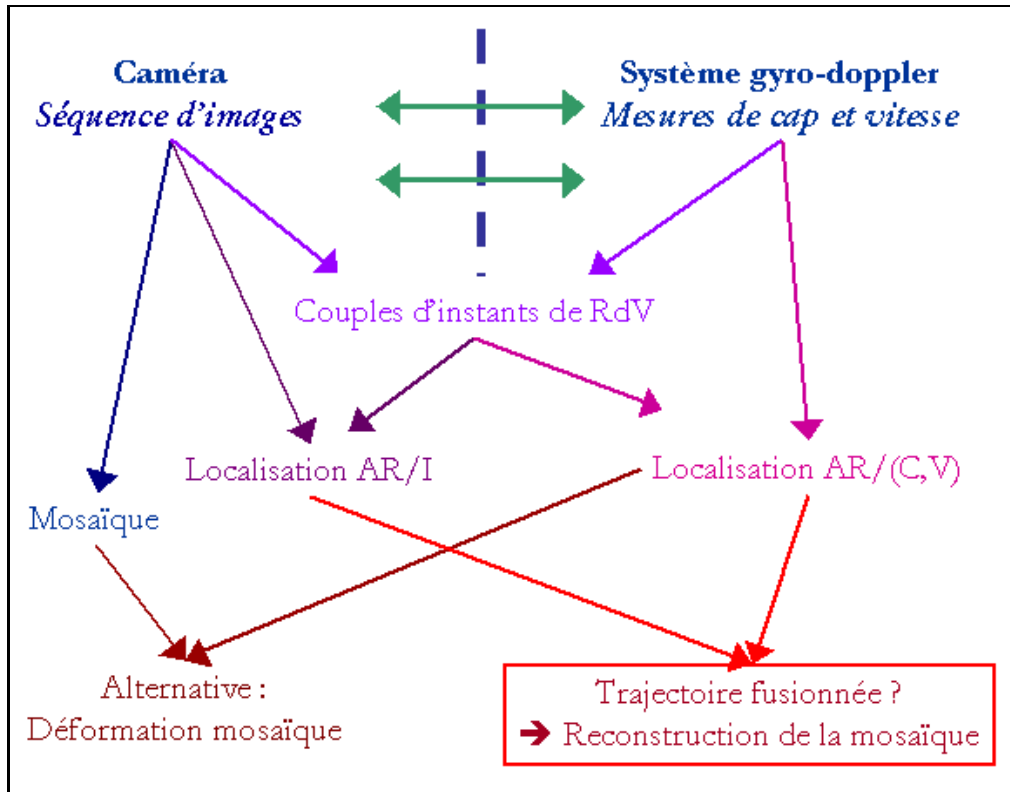 Caméra
Séquence d'images
Système gyro-doppler
Mesures de cap et vitesse
Couples d'instants de RdV
Localisation AR/I
Localisation AR/(C,V)
Mosaïque
Alternative :
Déformation mosaïque
Trajectoire fusionnée ?
➔ Reconstruction de la mosaïque